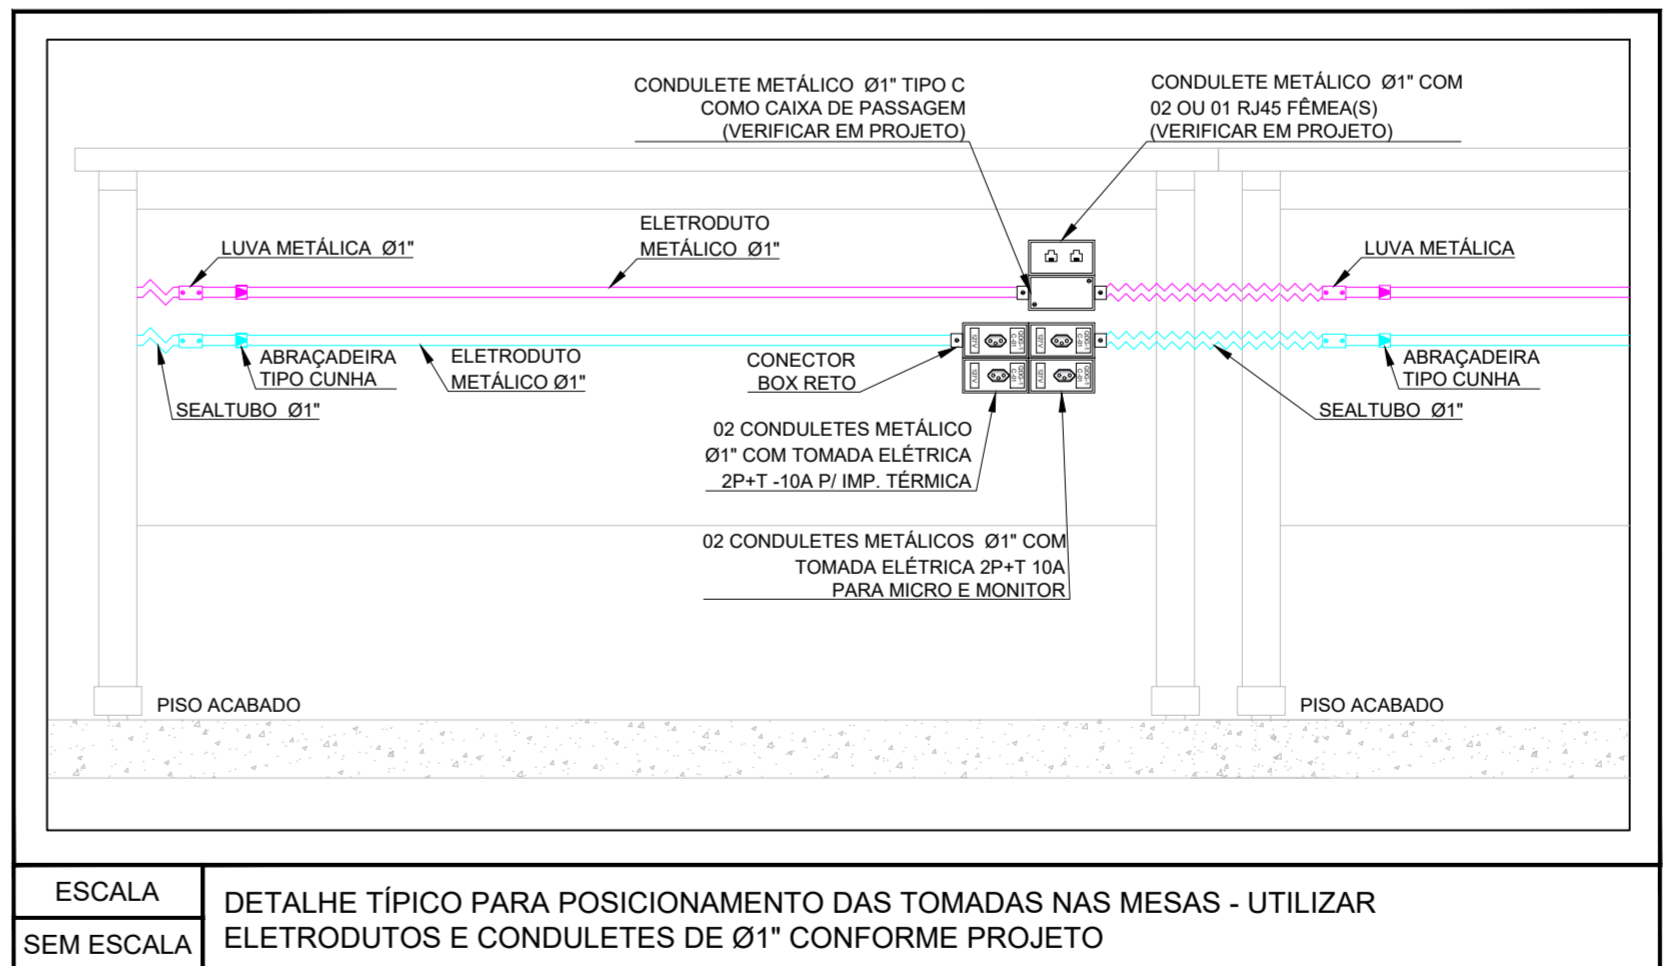 CONDULETE METÁLICO Ø1" TIPO C
COMO CAIXA DE PASSAGEM
(VERIFICAR EM PROJETO)
CONDULETE METÁLICO Ø1" COM
02 OU 01 RJ45 FÊMEA(S)
(VERIFICAR EM PROJETO)
LUVA METÁLICA Ø1"
ELETRODUTO
METÁLICO Ø1"
LUVA METÁLICA
ABRAÇADEIRA
TIPO CUNHA
ELETRODUTO
METÁLICO Ø1"
SEALTUBO Ø1"
CONECTOR
BOX RETO
127V
127V
127V
127V
ABRAÇADEIRA
TIPO CUNHA
SEALTUBO Ø1"
02 CONDULETES METÁLICO
Ø1" COM TOMADA ELÉTRICA
2P+T -10A P/ IMP. TÉRMICA
02 CONDULETES METÁLICOS Ø1" COM
TOMADA ELÉTRICA 2P+T 10A
PARA MICRO E MONITOR
PISO ACABADO
PISO ACABADO
ESCALA
SEM ESCALA
DETALHE TÍPICO PARA POSICIONAMENTO DAS TOMADAS NAS MESAS - UTILIZAR
ELETRODUTOS E CONDULETES DE Ø1" CONFORME PROJETO